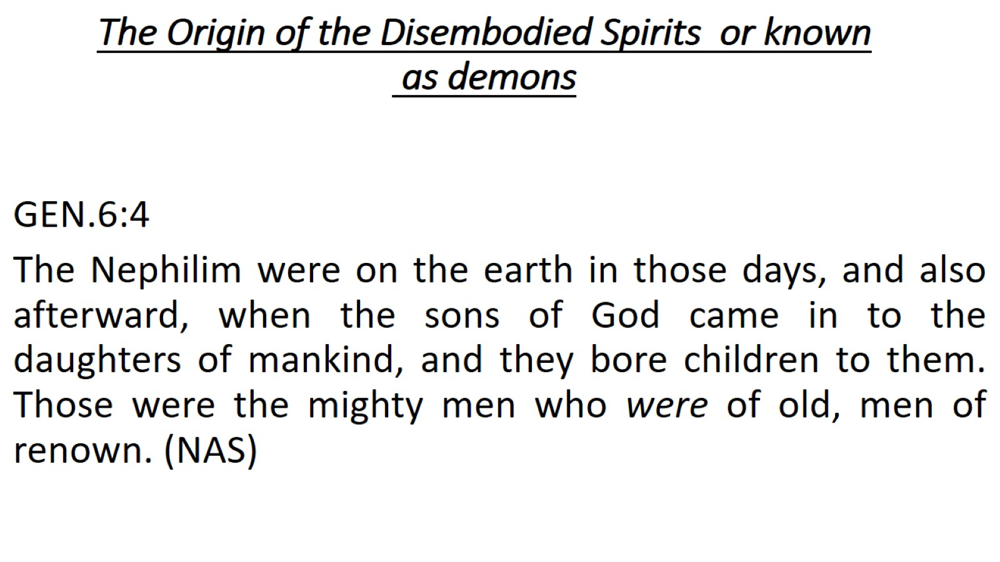 The Origin of the Disembodied Spirits  or known
as demons
GEN.6:4
The Nephilim were on the earth in those days, and also
afterward, when the sons of God came in to the
daughters of mankind, and they bore children to them.
Those were the mighty men who were of old, men of
renown. (NAS)